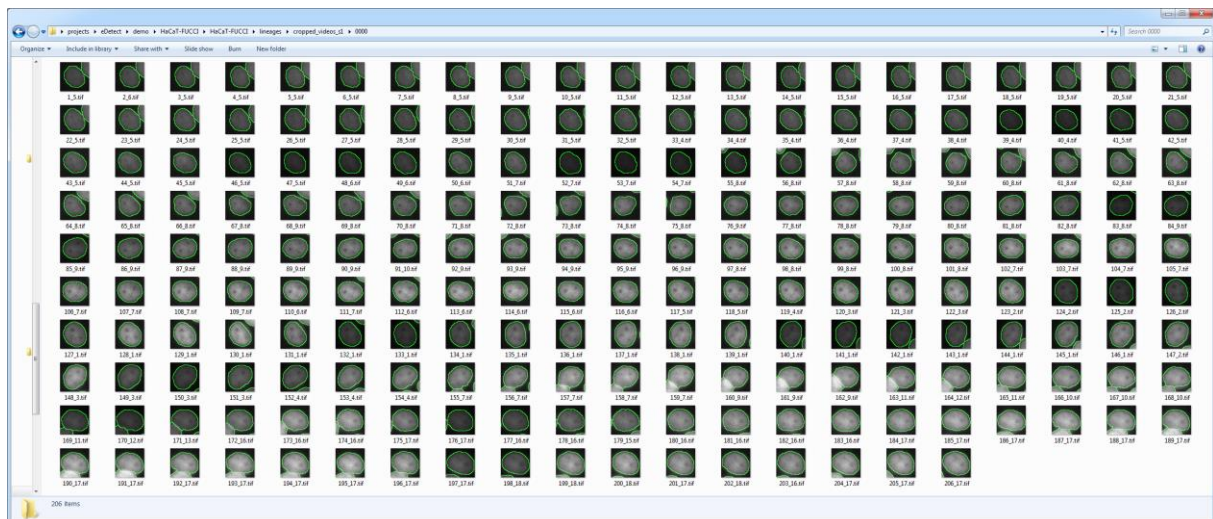 projects ▸ eDetect ▸ demo ▸ HaCaT-FUCCI ▸ HaCaT-FUCCI ▸ lineages ▸ cropped_videos_s1 ▸ 0000 Search 0000
Organize Include in library Share with Slide show Burn New folder
1_5.tif 2_6.tif 3_5.tif 4_5.tif 5_5.tif 6_5.tif 7_5.tif 8_5.tif 9_5.tif 10_5.tif 11_5.tif 12_5.tif 13_5.tif 14_5.tif 15_5.tif 16_5.tif 17_5.tif 18_5.tif 19_5.tif 20_5.tif 21_5.tif
22_5.tif 23_5.tif 24_5.tif 25_5.tif 26_5.tif 27_5.tif 28_5.tif 29_5.tif 30_5.tif 31_5.tif 32_5.tif 33_4.tif 34_4.tif 35_4.tif 36_4.tif 37_4.tif 38_4.tif 39_4.tif 40_4.tif 41_5.tif 42_5.tif
43_5.tif 44_5.tif 45_5.tif 46_5.tif 47_5.tif 48_6.tif 49_6.tif 50_6.tif 51_7.tif 52_7.tif 53_7.tif 54_7.tif 55_8.tif 56_8.tif 57_8.tif 58_8.tif 59_8.tif 60_8.tif 61_8.tif 62_8.tif 63_8.tif
64_8.tif 65_8.tif 66_8.tif 67_8.tif 68_9.tif 69_8.tif 70_8.tif 71_8.tif 72_8.tif 73_8.tif 74_8.tif 75_8.tif 76_9.tif 77_8.tif 78_8.tif 79_8.tif 80_8.tif 81_8.tif 82_8.tif 83_8.tif 84_9.tif
85_9.tif 86_9.tif 87_9.tif 88_9.tif 89_9.tif 90_9.tif 91_10.tif 92_9.tif 93_9.tif 94_9.tif 95_9.tif 96_9.tif 97_8.tif 98_8.tif 99_8.tif 100_8.tif 101_8.tif 102_7.tif 103_7.tif 104_7.tif 105_7.tif
106_7.tif 107_7.tif 108_7.tif 109_7.tif 110_6.tif 111_7.tif 112_6.tif 113_6.tif 114_6.tif 115_6.tif 116_6.tif 117_5.tif 118_5.tif 119_4.tif 120_3.tif 121_3.tif 122_3.tif 123_2.tif 124_2.tif 125_2.tif 126_2.tif
127_1.tif 128_1.tif 129_1.tif 130_1.tif 131_1.tif 132_1.tif 133_1.tif 134_1.tif 135_1.tif 136_1.tif 137_1.tif 138_1.tif 139_1.tif 140_1.tif 141_1.tif 142_1.tif 143_1.tif 144_1.tif 145_1.tif 146_1.tif 147_2.tif
148_3.tif 149_3.tif 150_3.tif 151_3.tif 152_4.tif 153_4.tif 154_4.tif 155_7.tif 156_7.tif 157_7.tif 158_7.tif 159_7.tif 160_8.tif 161_9.tif 162_9.tif 163_11.tif 164_12.tif 165_11.tif 166_10.tif 167_10.tif 168_10.tif
169_11.tif 170_12.tif 171_13.tif 172_16.tif 173_16.tif 174_16.tif 175_17.tif 176_17.tif 177_16.tif 178_16.tif 179_15.tif 180_16.tif 181_16.tif 182_16.tif 183_16.tif 184_17.tif 185_17.tif 186_17.tif 187_17.tif 188_17.tif 189_17.tif
190_17.tif 191_17.tif 192_17.tif 193_17.tif 194_17.tif 195_17.tif 196_17.tif 197_17.tif 198_18.tif 199_18.tif 200_18.tif 201_17.tif 202_18.tif 203_16.tif 204_17.tif 205_17.tif 206_17.tif
206 items